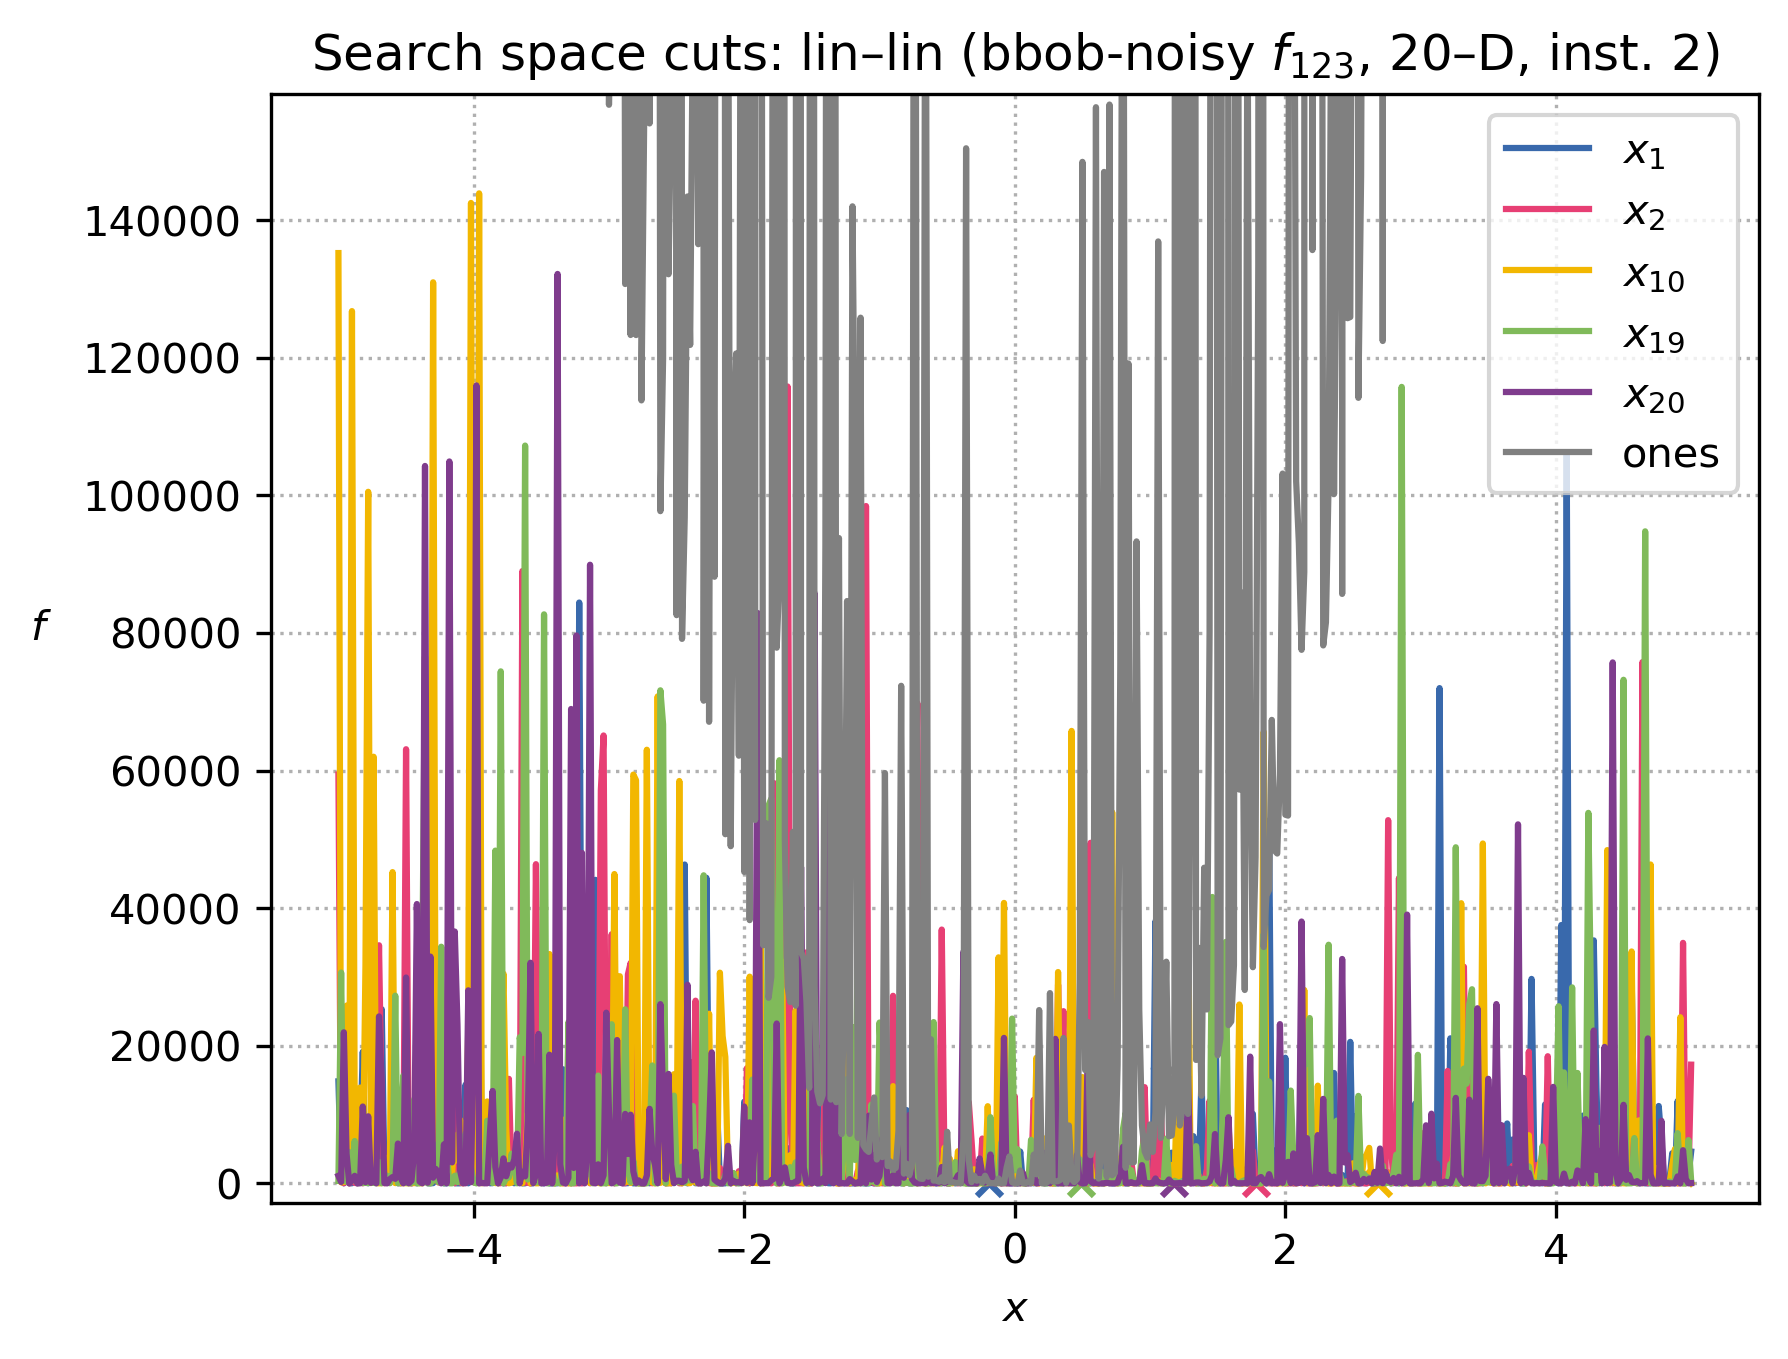 Search space cuts: lin–lin (bbob-noisy f₁₂₃, 20–D, inst. 2)
x₁
x₂
x₁₀
x₁₉
x₂₀
ones
140000
120000
100000
80000
60000
40000
20000
0
f
−4
−2
0
2
4
x